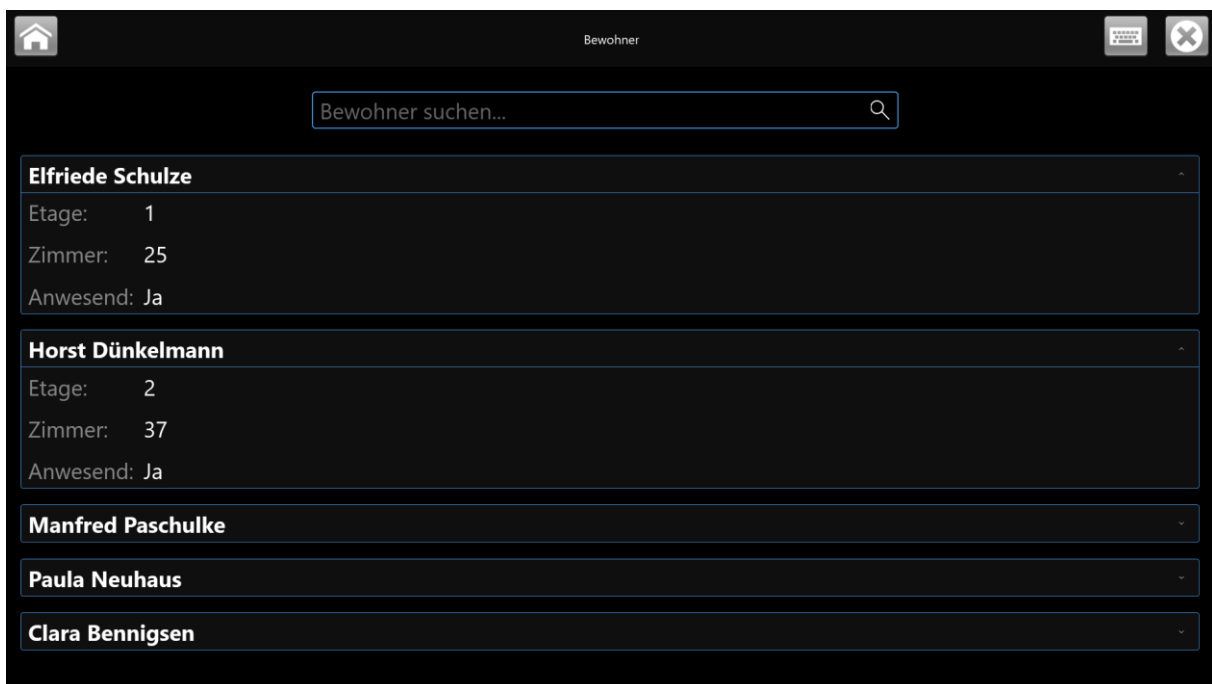 Bewohner
Bewohner suchen...
Elfriede Schulze
Etage: 1
Zimmer: 25
Anwesend: Ja
Horst Dünkelmann
Etage: 2
Zimmer: 37
Anwesend: Ja
Manfred Paschulke
Paula Neuhaus
Clara Bennigsen